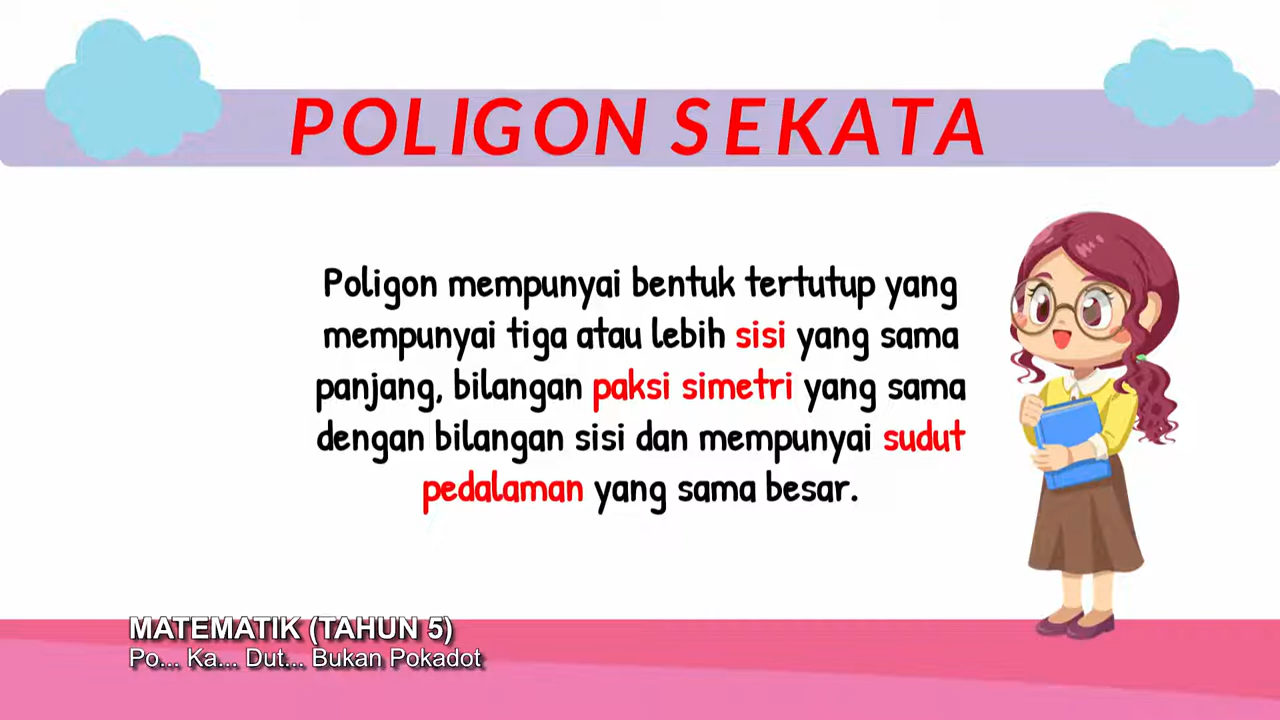 POLIGON SEKATA
Poligon mempunyai bentuk tertutup yang
mempunyai tiga atau lebih sisi yang sama
panjang, bilangan paksi simetri yang sama
dengan bilangan sisi dan mempunyai sudut
pedalaman yang sama besar.
MATEMATIK (TAHUN 5)
Po... Ka... Dut... Bukan Pokadot